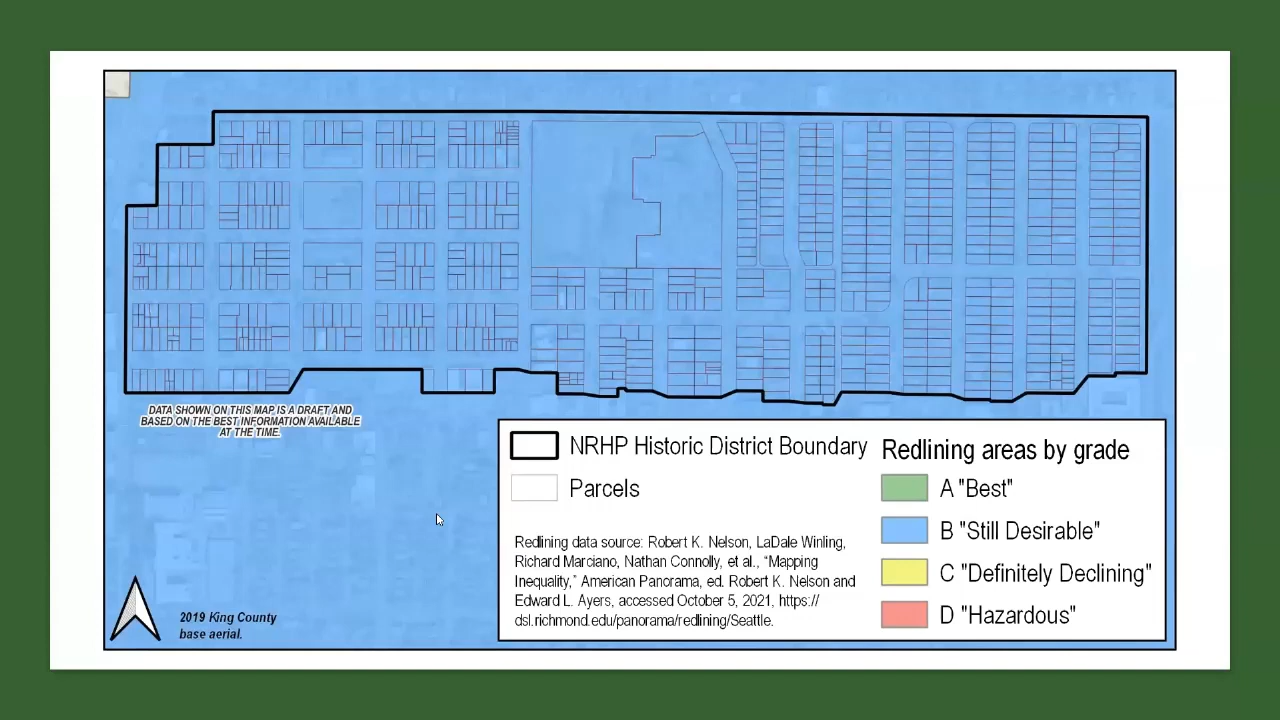 DATA SHOWN ON THIS MAP IS A DRAFT AND
BASED ON THE BEST INFORMATION AVAILABLE
AT THE TIME.
2019 King County
base aerial.
NRHP Historic District Boundary
Parcels
Redlining data source: Robert K. Nelson, LaDale Winling,
Richard Marciano, Nathan Connolly, et al., “Mapping
Inequality,” American Panorama, ed. Robert K. Nelson and
Edward L. Ayers, accessed October 5, 2021, https://
dsl.richmond.edu/panorama/redlining/Seattle.
Redlining areas by grade
A "Best"
B "Still Desirable"
C "Definitely Declining"
D "Hazardous"